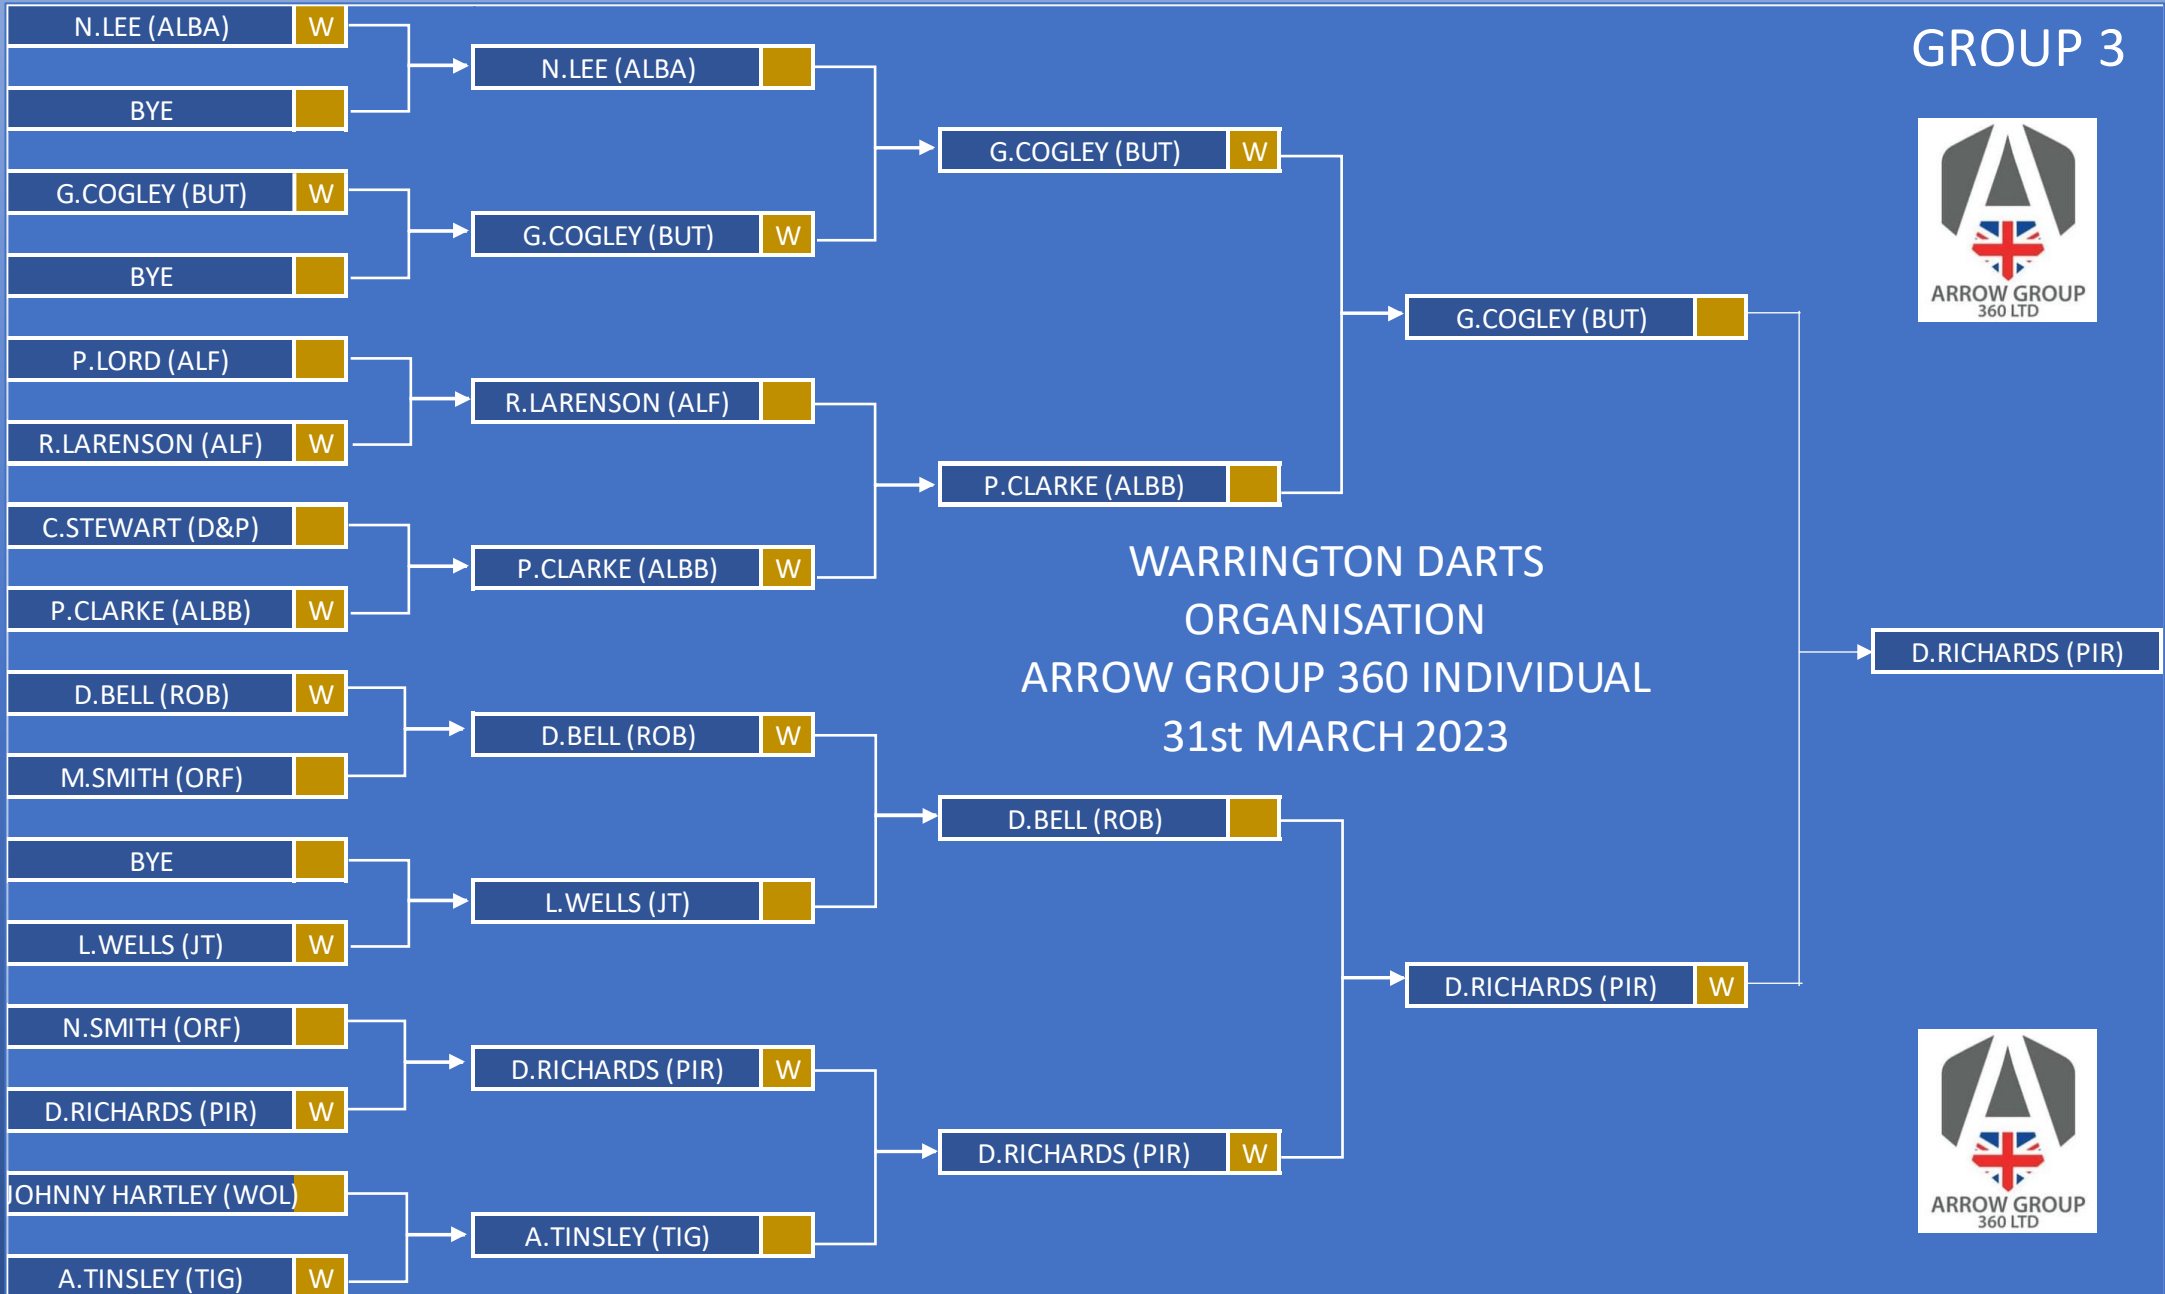 GROUP 3
N.LEE (ALBA) W
BYE
G.COGLEY (BUT) W
BYE
P.LORD (ALF)
R.LARENSON (ALF) W
C.STEWART (D&P)
P.CLARKE (ALBB) W
D.BELL (ROB) W
M.SMITH (ORF)
BYE
L.WELLS (JT) W
N.SMITH (ORF)
D.RICHARDS (PIR) W
JOHNNY HARTLEY (WOL)
A.TINSLEY (TIG) W
N.LEE (ALBA)
G.COGLEY (BUT) W
R.LARENSON (ALF)
P.CLARKE (ALBB) W
D.BELL (ROB) W
L.WELLS (JT)
D.RICHARDS (PIR) W
A.TINSLEY (TIG)
G.COGLEY (BUT) W
P.CLARKE (ALBB)
D.BELL (ROB)
D.RICHARDS (PIR) W
G.COGLEY (BUT)
D.RICHARDS (PIR) W
D.RICHARDS (PIR)
WARRINGTON DARTS
ORGANISATION
ARROW GROUP 360 INDIVIDUAL
31st MARCH 2023
ARROW GROUP
360 LTD
ARROW GROUP
360 LTD